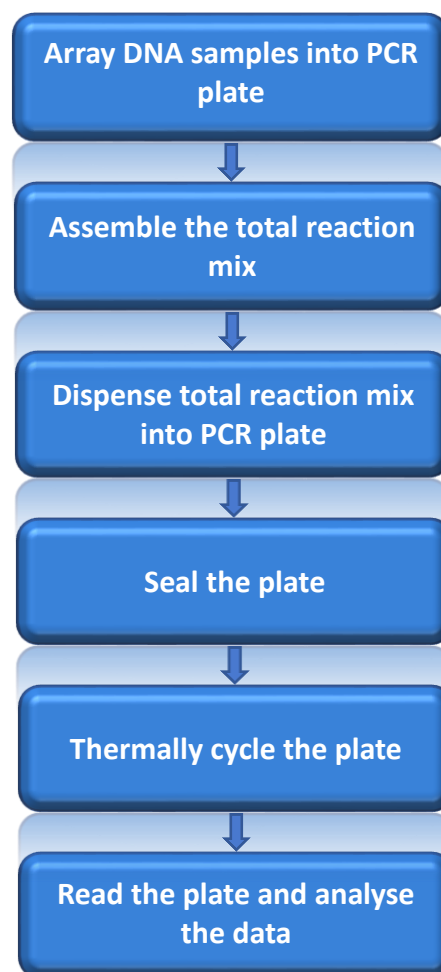 Array DNA samples into PCR
plate
Assemble the total reaction
mix
Dispense total reaction mix
into PCR plate
Seal the plate
Thermally cycle the plate
Read the plate and analyse
the data